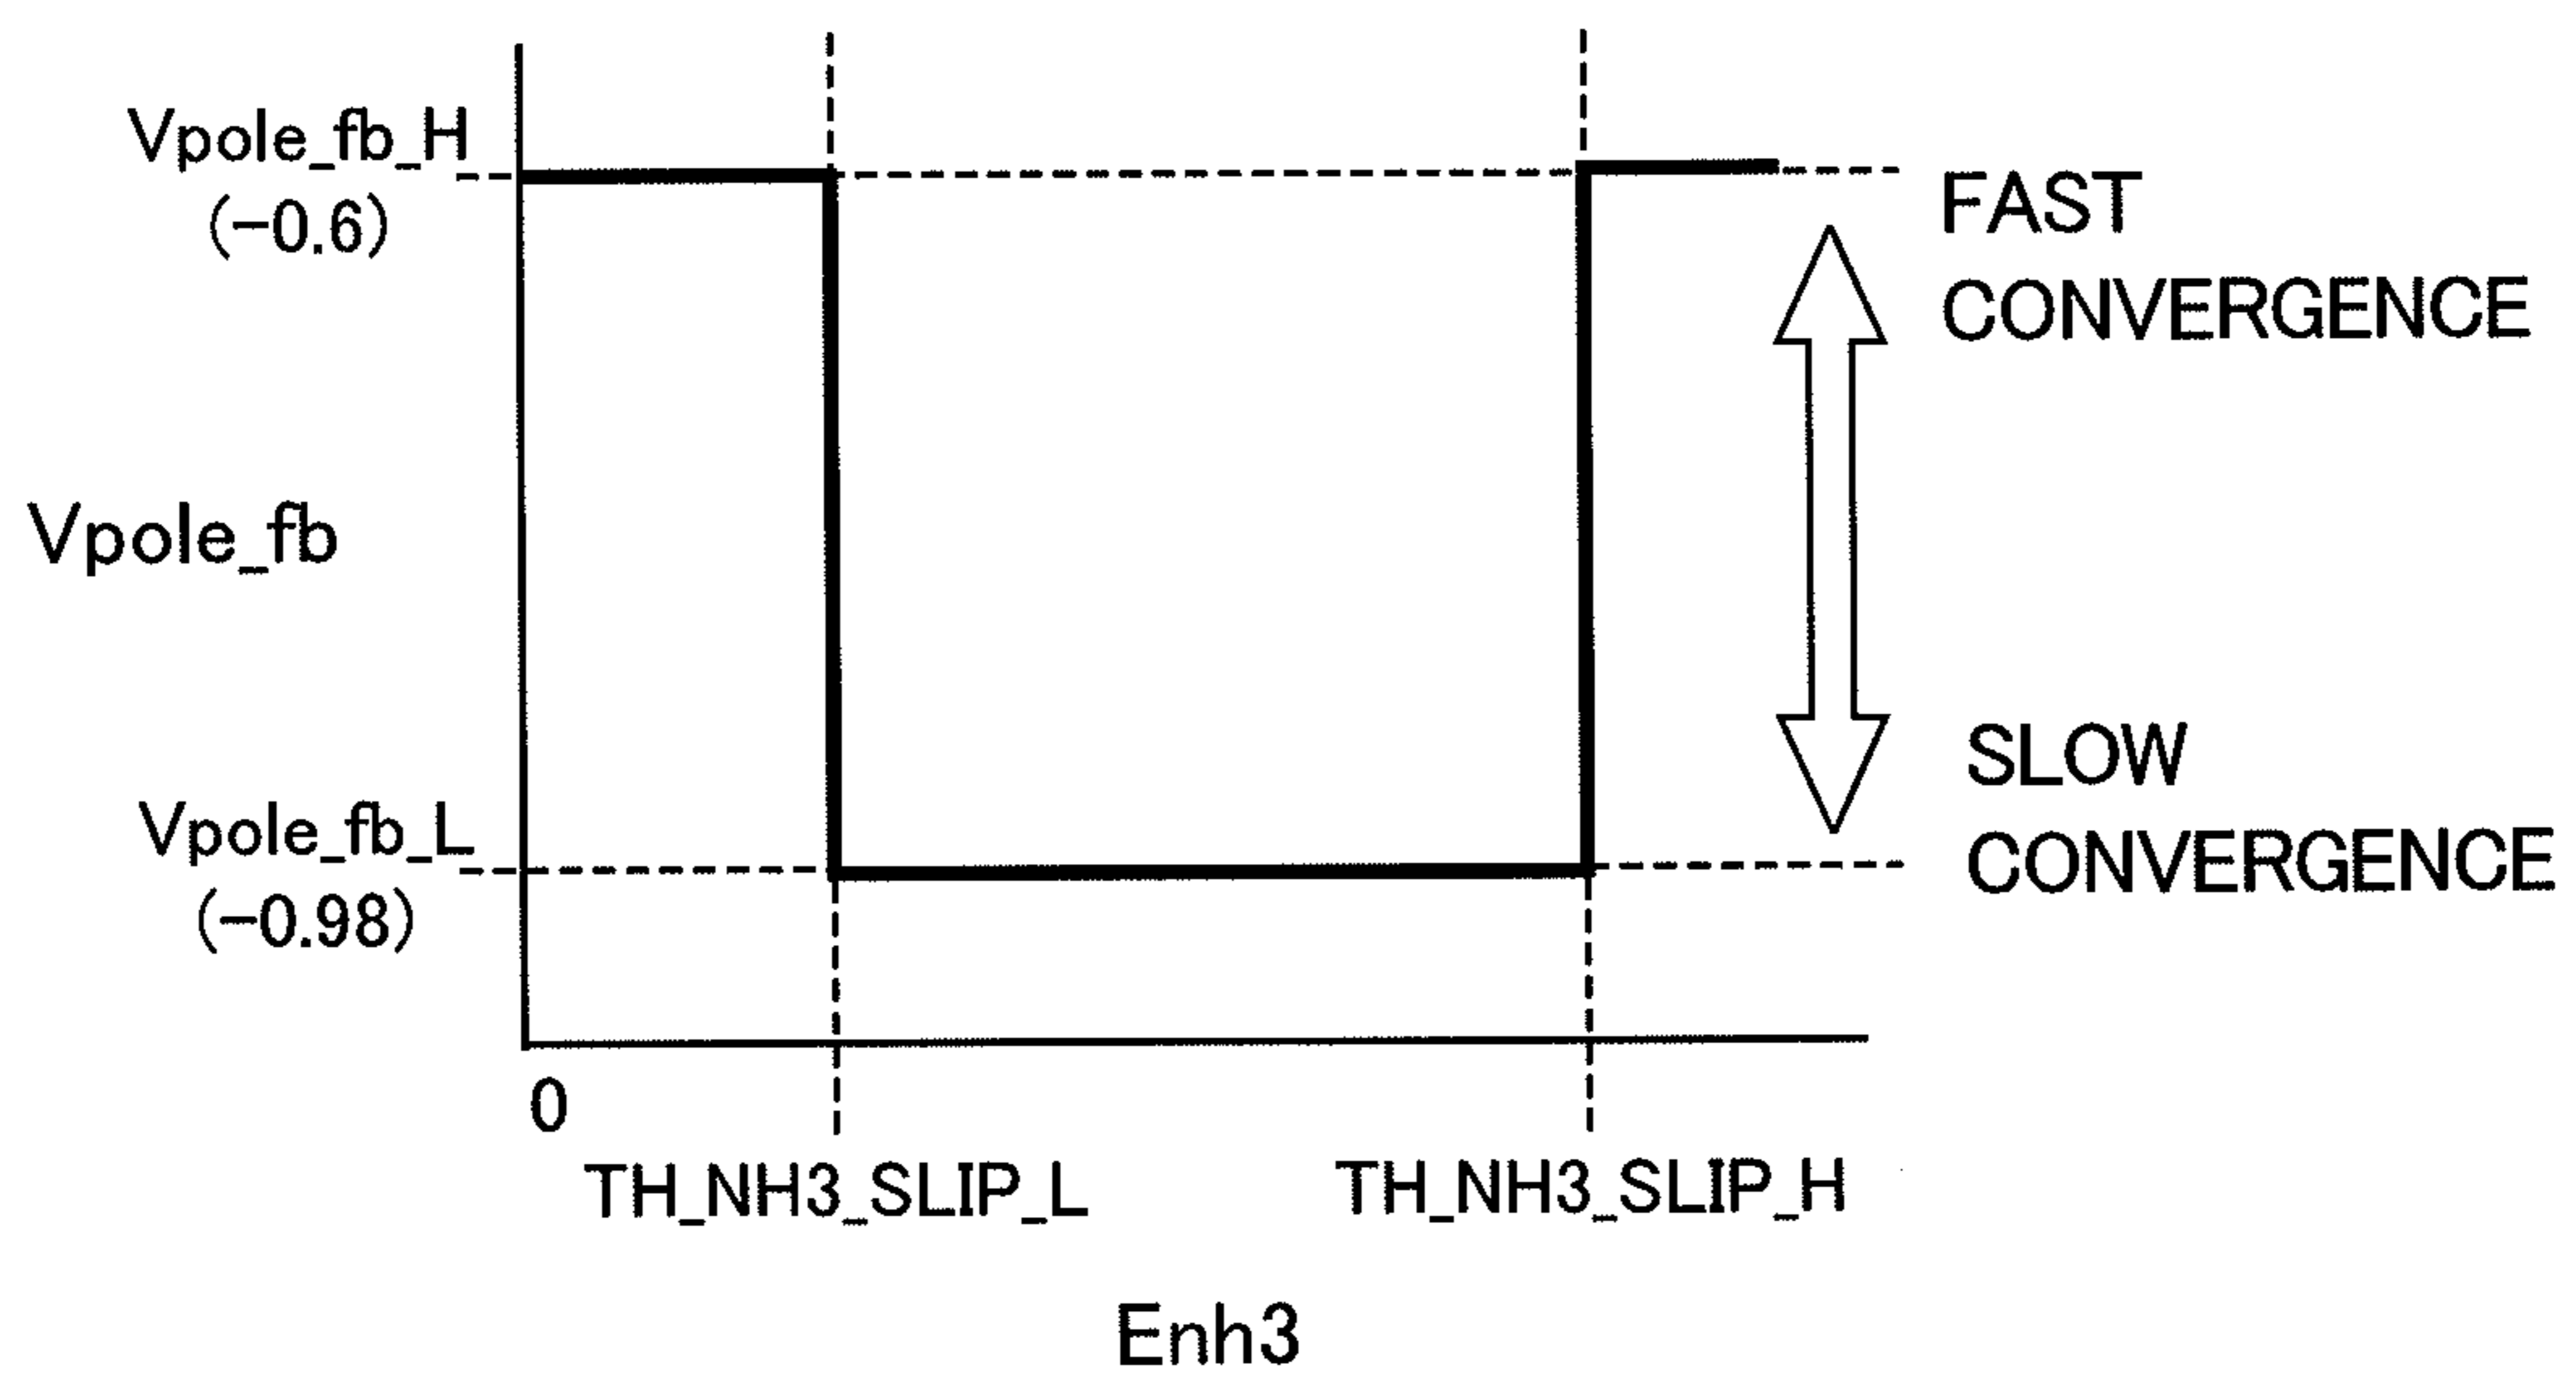 Vpole_fb_H
(-0.6)
FAST
CONVERGENCE
Vpole_fb
SLOW
CONVERGENCE
Vpole_fb_L
(-0.98)
0
TH_NH3_SLIP_L
TH_NH3_SLIP_H
Enh3